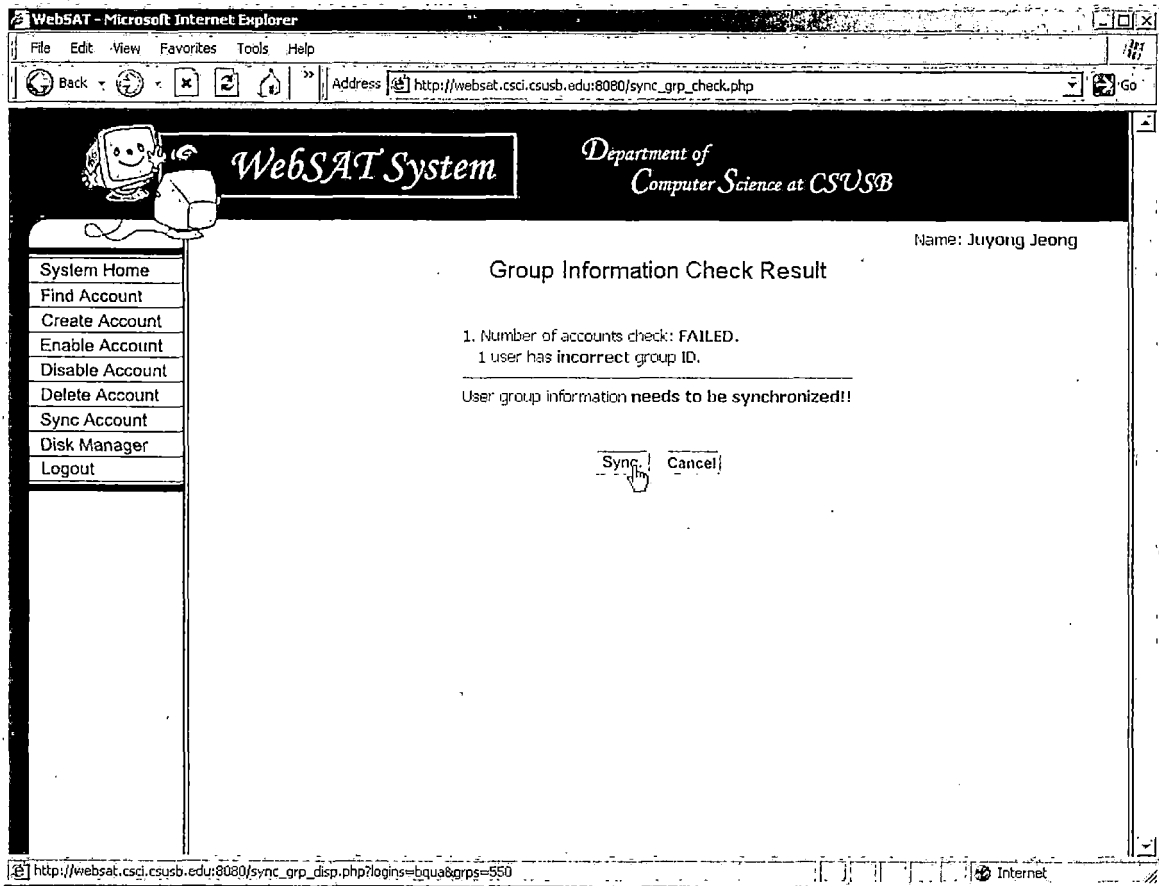 WebSAT - Microsoft Internet Explorer
File Edit View Favorites Tools Help
Back » Address http://websat.csci.csusb.edu:8080/sync_grp_check.php Go
WebSAT System
Department of
Computer Science at CSUSB
Name: Juyong Jeong
System Home
Find Account
Create Account
Enable Account
Disable Account
Delete Account
Sync Account
Disk Manager
Logout
Group Information Check Result
1. Number of accounts check: FAILED.
1 user has incorrect group ID.
User group information needs to be synchronized!!
Sync. Cancel
http://websat.csci.csusb.edu:8080/sync_grp_disp.php?logins=bqua&grps=550 Internet